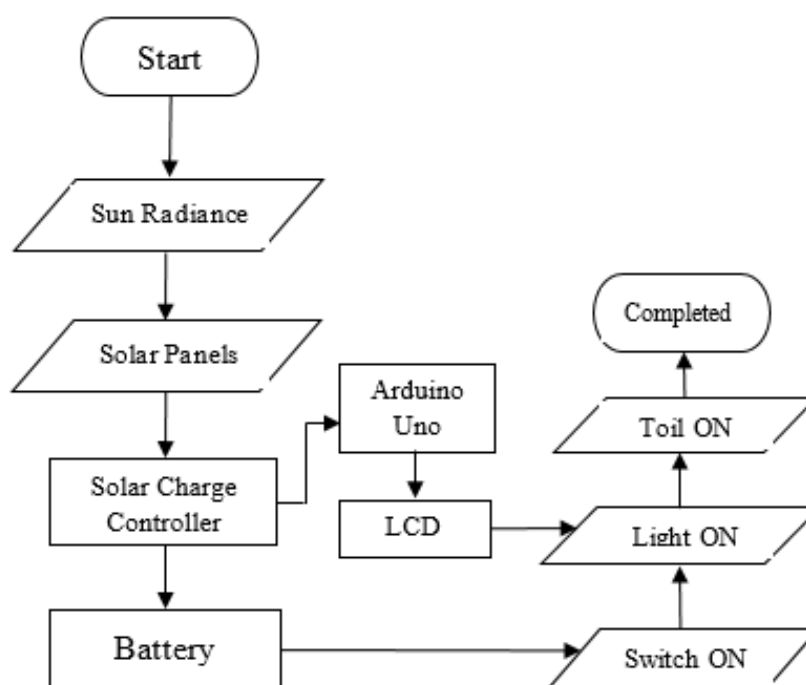 Start
Sun Radiance
Solar Panels
Solar Charge
Controller
Battery
Arduino
Uno
LCD
Completed
Toil ON
Light ON
Switch ON